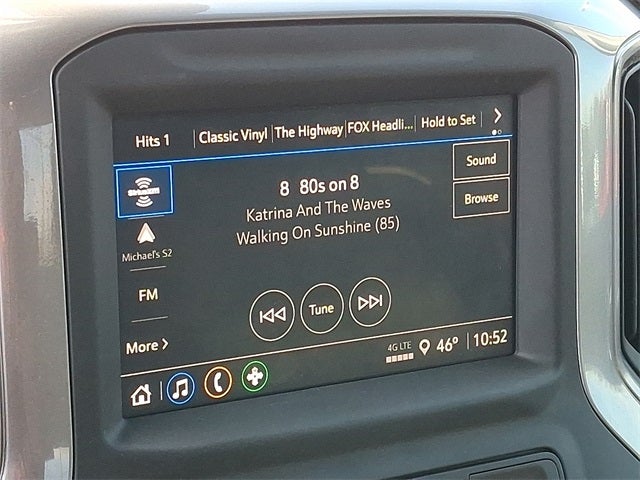 Hits 1 Classic Vinyl The Highway FOX Headli... Hold to Set >
SiriusXM
8 80s on 8
Sound
Katrina And The Waves
Browse
Walking On Sunshine (85)
Michael's S2
FM
Tune
More >
4G LTE 46° 10:52